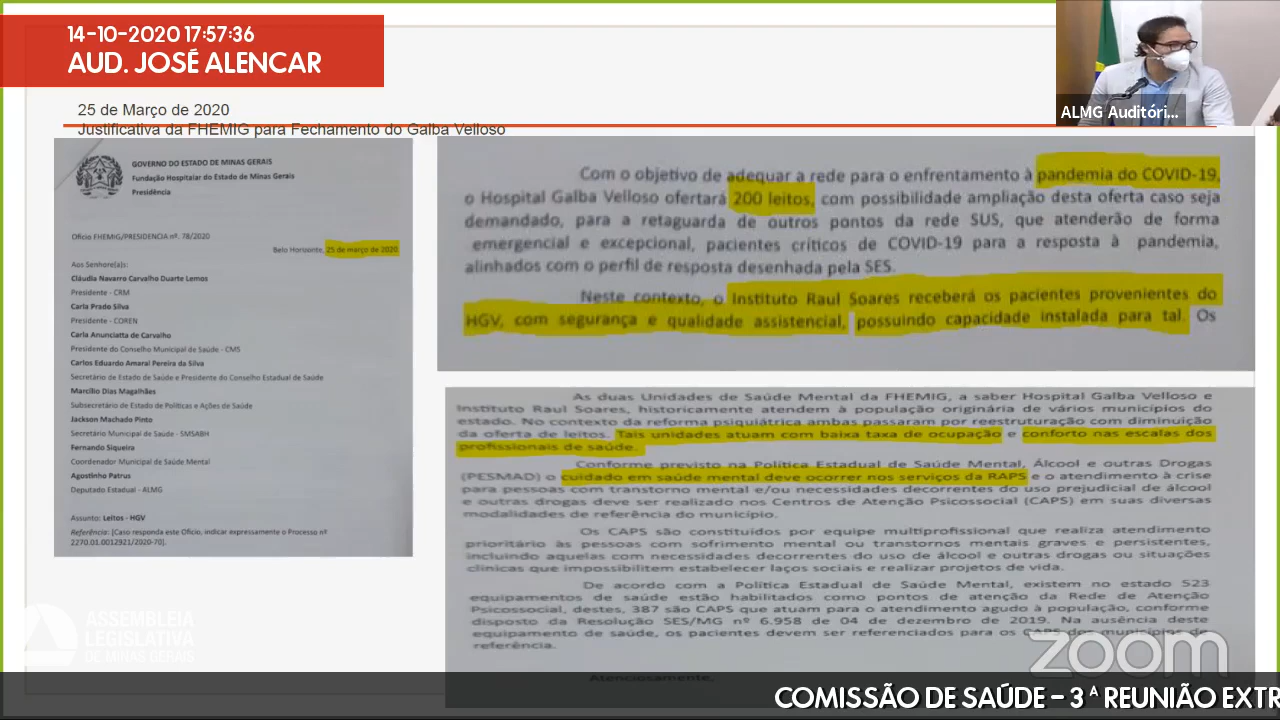 14-10-2020 17:57:36
AUD. JOSÉ ALENCAR
ALMG Auditóri...
25 de Março de 2020
Justificativa da FHEMIG para Fechamento do Galba Velloso
GOVERNO DO ESTADO DE MINAS GERAIS
Fundação Hospitalar do Estado de Minas Gerais
Presidência
Ofício FHEMIG/PRESIDENCIA nº. 78/2020
Belo Horizonte, 25 de março de 2020.
Aos Senhore(a)s:
Cláudia Navarro Carvalho Duarte Lemos
Presidente - CRM
Carla Prado Silva
Presidente - COREN
Carla Anunciatta de Carvalho
Presidente do Conselho Municipal de Saúde - CMS
Carlos Eduardo Amaral Pereira da Silva
Secretário de Estado de Saúde e Presidente do Conselho Estadual de Saúde
Marcílio Dias Magalhães
Subsecretário de Estado de Políticas e Ações de Saúde
Jackson Machado Pinto
Secretário Municipal de Saúde - SMSABH
Fernando Siqueira
Coordenador Municipal de Saúde Mental
Agostinho Patrus
Deputado Estadual - ALMG
Assunto: Leitos - HGV
Referência: [Caso responda este Ofício, indicar expressamente o Processo nº
2270.01.0012921/2020-70].
Com o objetivo de adequar a rede para o enfrentamento à pandemia do COVID-19,
o Hospital Galba Velloso ofertará 200 leitos, com possibilidade ampliação desta oferta caso seja
demandado, para a retaguarda de outros pontos da rede SUS, que atenderão de forma
emergencial e excepcional, pacientes críticos de COVID-19 para a resposta à pandemia,
alinhados com o perfil de resposta desenhada pela SES.
Neste contexto, o Instituto Raul Soares receberá os pacientes provenientes do
HGV, com segurança e qualidade assistencial, possuindo capacidade instalada para tal. Os
As duas Unidades de Saúde Mental da FHEMIG, a saber Hospital Galba Velloso e
Instituto Raul Soares, historicamente atendem à população originária de vários municípios do
estado. No contexto da reforma psiquiátrica ambas passaram por reestruturação com diminuição
da oferta de leitos. Tais unidades atuam com baixa taxa de ocupação e conforto nas escalas dos
profissionais de saúde.
Conforme previsto na Política Estadual de Saúde Mental, Álcool e outras Drogas
(PESMAD) o cuidado em saúde mental deve ocorrer nos serviços da RAPS e o atendimento à crise
para pessoas com transtorno mental e/ou necessidades decorrentes do uso prejudicial de álcool
e outras drogas deve ser realizado nos Centros de Atenção Psicossocial (CAPS) em suas diversas
modalidades de referência do município.
Os CAPS são constituídos por equipe multiprofissional que realiza atendimento
prioritário às pessoas com sofrimento mental ou transtornos mentais graves e persistentes,
incluindo aquelas com necessidades decorrentes do uso de álcool e outras drogas ou situações
clínicas que impossibilitem estabelecer laços sociais e realizar projetos de vida.
De acordo com a Política Estadual de Saúde Mental, existem no estado 523
equipamentos de saúde estão habilitados como pontos de atenção da Rede de Atenção
Psicossocial, destes, 387 são CAPS que atuam para o atendimento agudo à população, conforme
disposto da Resolução SES/MG nº 6.958 de 04 de dezembro de 2019. Na ausência deste
equipamento de saúde, os pacientes devem ser referenciados para os CAPS dos municípios de
referência.
Atenciosamente,
ASSEMBLEIA
LEGISLATIVA
DE MINAS GERAIS
zoom
COMISSÃO DE SAÚDE – 3ª REUNIÃO EXTR